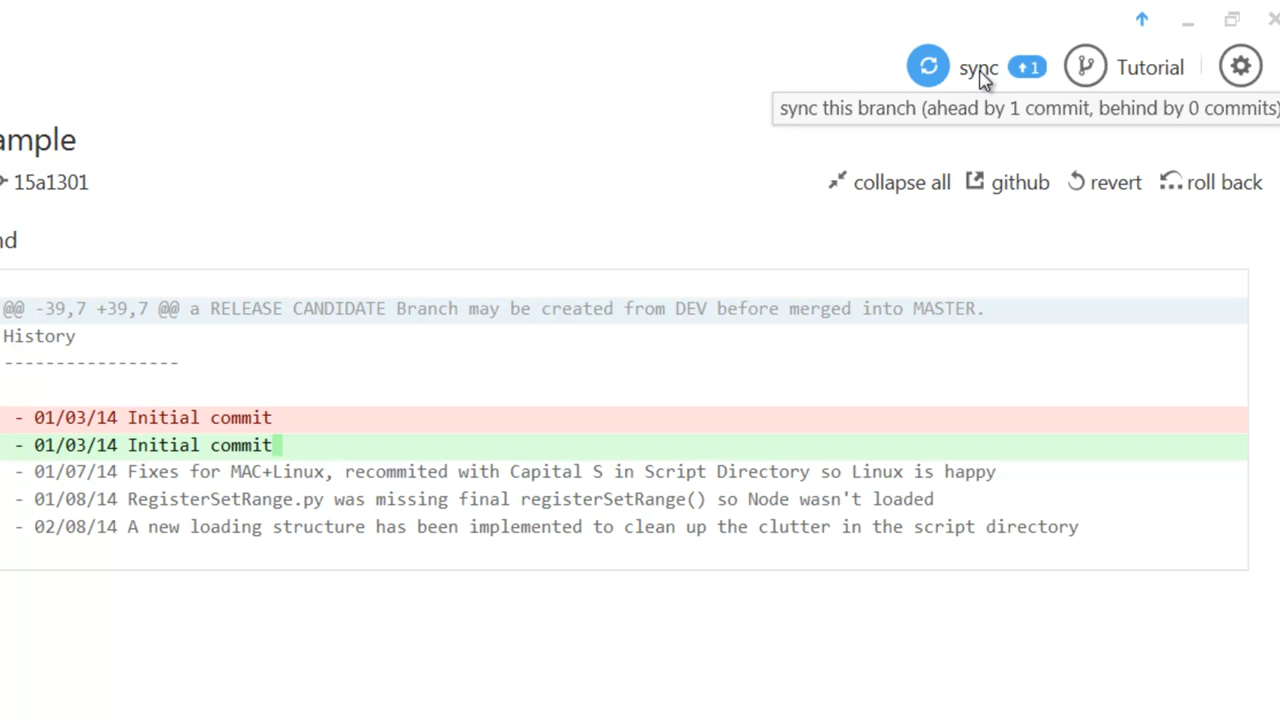 sync 1 Tutorial
sync this branch (ahead by 1 commit, behind by 0 commits)
ample
15a1301
collapse all github revert roll back
nd
@@ -39,7 +39,7 @@ a RELEASE CANDIDATE Branch may be created from DEV before merged into MASTER.
History
-----------------
- 01/03/14 Initial commit
- 01/03/14 Initial commit
- 01/07/14 Fixes for MAC+Linux, recommited with Capital S in Script Directory so Linux is happy
- 01/08/14 RegisterSetRange.py was missing final registerSetRange() so Node wasn't loaded
- 02/08/14 A new loading structure has been implemented to clean up the clutter in the script directory